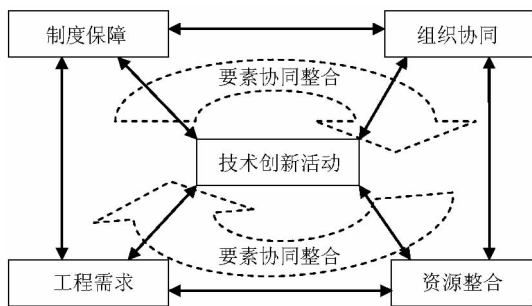 制度保障
组织协同
要素协同整合
技术创新活动
要素协同整合
工程需求
资源整合